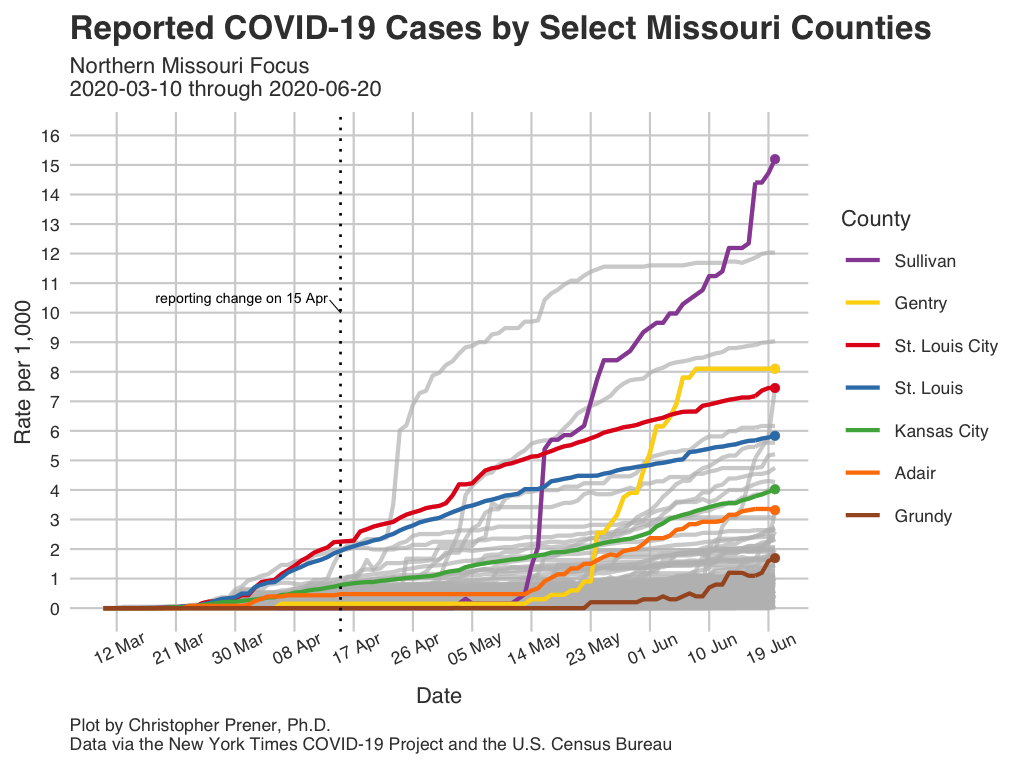 Reported COVID-19 Cases by Select Missouri Counties
Northern Missouri Focus
2020-03-10 through 2020-06-20
Rate per 1,000
16
15
14
13
12
11
10
9
8
7
6
5
4
3
2
1
0
reporting change on 15 Apr
12 Mar
21 Mar
30 Mar
08 Apr
17 Apr
26 Apr
05 May
14 May
23 May
01 Jun
10 Jun
19 Jun
Date
County
Sullivan
Gentry
St. Louis City
St. Louis
Kansas City
Adair
Grundy
Plot by Christopher Prener, Ph.D.
Data via the New York Times COVID-19 Project and the U.S. Census Bureau